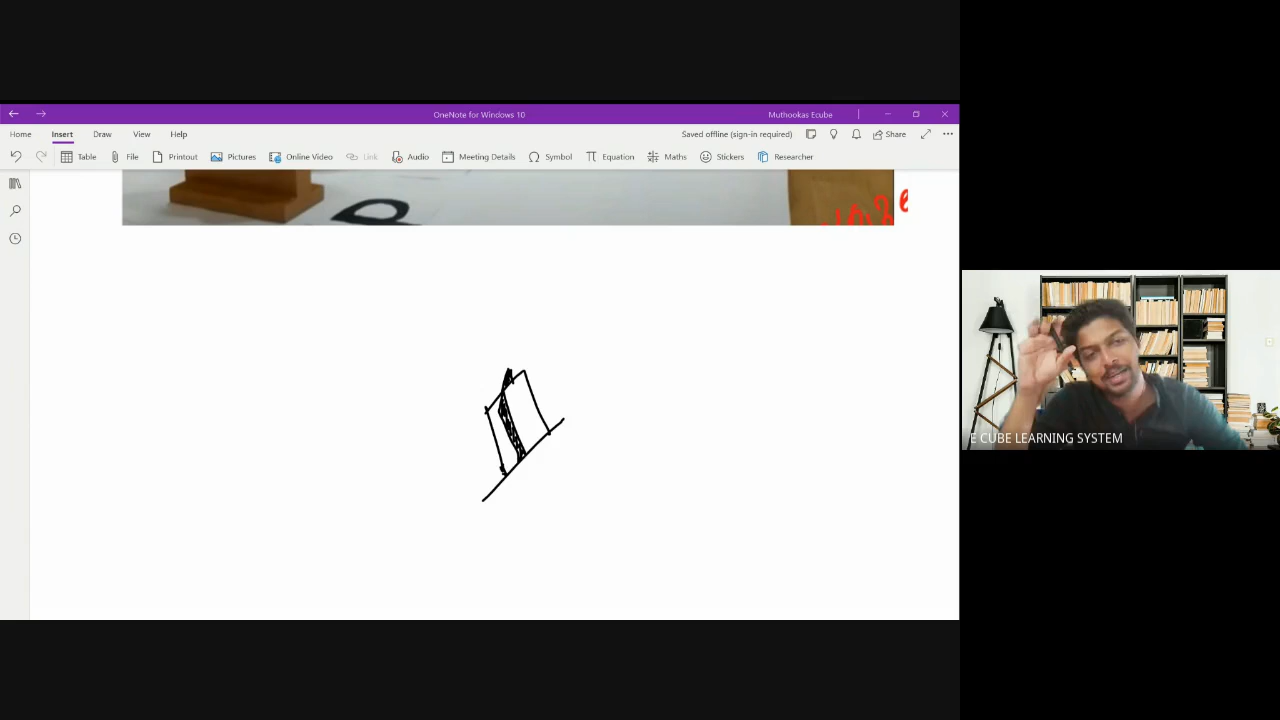 OneNote for Windows 10
Muthookas Ecube
Home Insert Draw View Help
Saved offline (sign-in required)
Share
Table File Printout Pictures Online Video Link Audio Meeting Details Symbol Equation Maths Stickers Researcher
E CUBE LEARNING SYSTEM